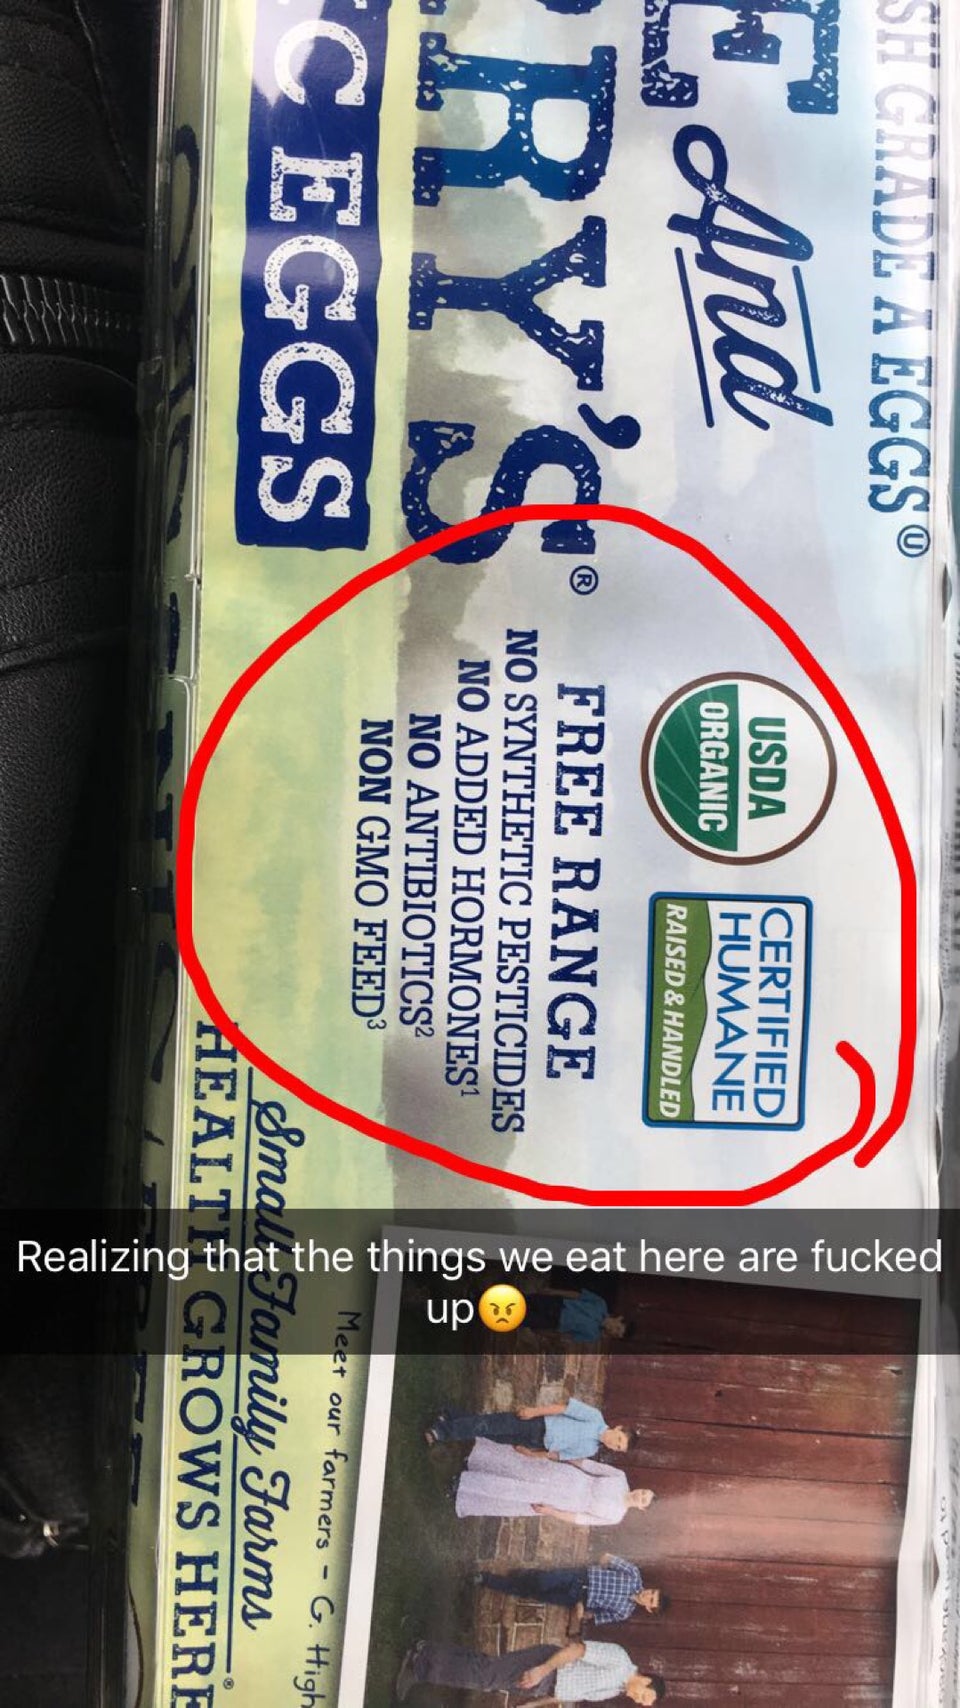 SH GRADE A EGGS U
E
And
RY'S®
C EGGS
USDA
ORGANIC
CERTIFIED
HUMANE
RAISED & HANDLED
FREE RANGE
NO SYNTHETIC PESTICIDES
NO ADDED HORMONES¹
NO ANTIBIOTICS²
NON GMO FEED³
Realizing that the things we eat here are fucked
up😠
Meet our farmers - G. High
Small Family Farms
HEALTH GROWS HERE®